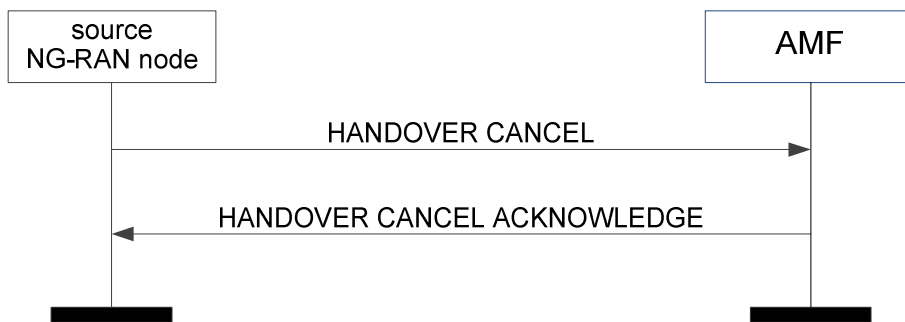 source
NG-RAN node
AMF
HANDOVER CANCEL
HANDOVER CANCEL ACKNOWLEDGE